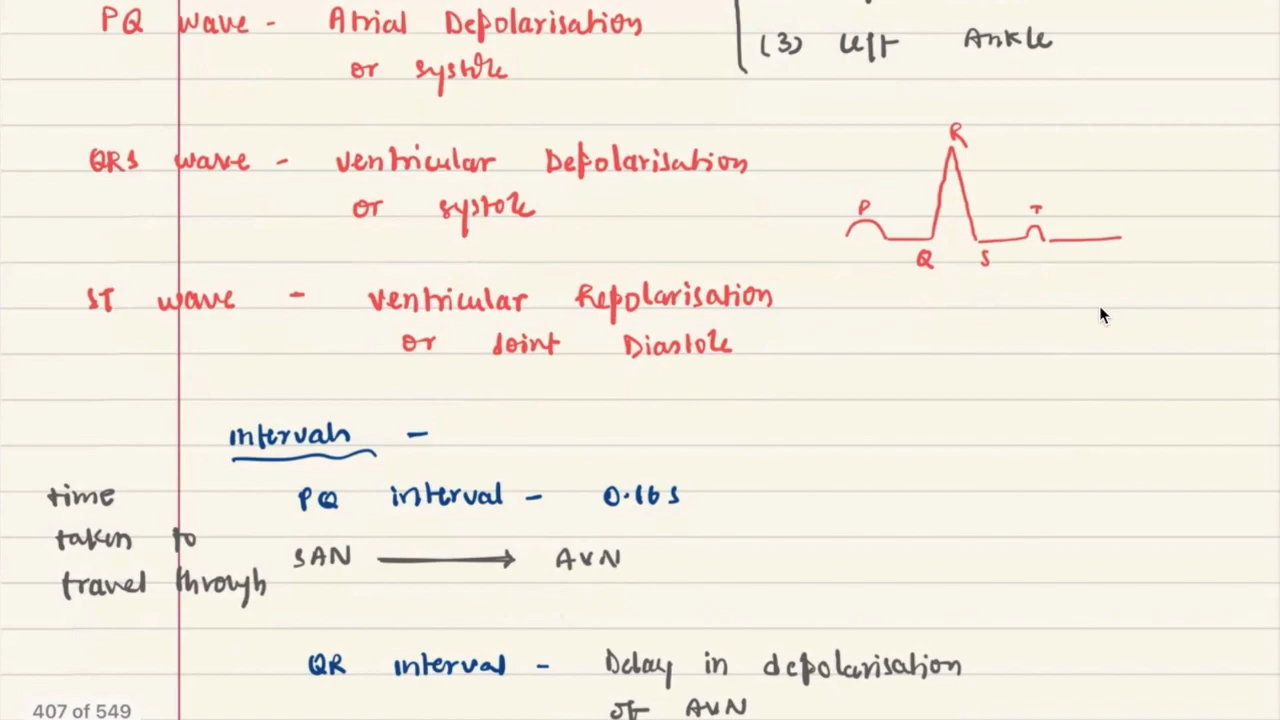 PQ wave - Atrial Depolarisation
or systole
(3) Left Ankle
QRS wave - ventricular Depolarisation
or systole
R
P
T
Q
S
ST wave - ventricular Repolarisation
or Joint Diastole
intervals -
PQ interval - 0.16s
time
taken to
travel through
SAN → AVN
QR interval - Delay in depolarisation
of AVN
407 of 549